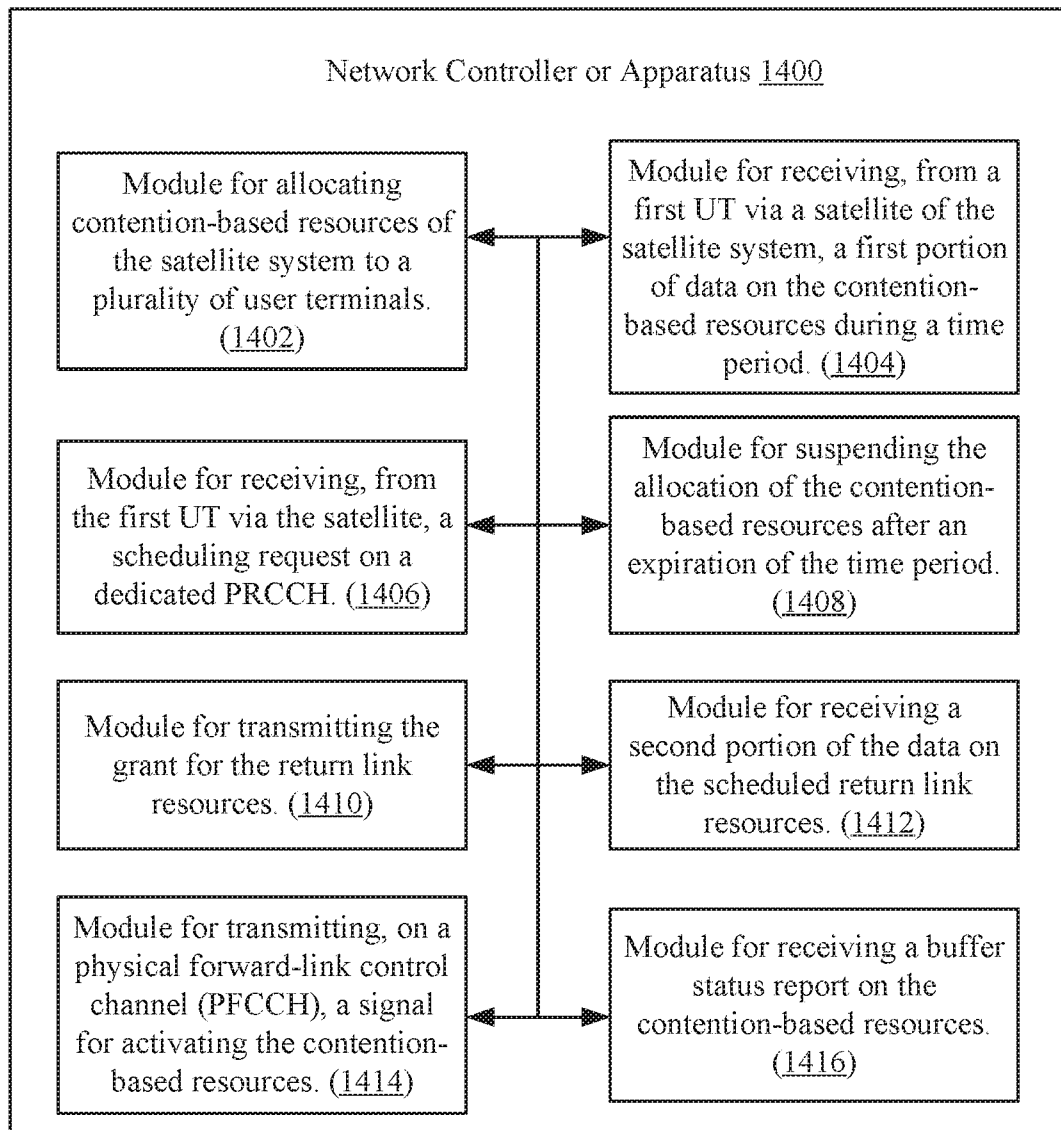 Network Controller or Apparatus 1400
Module for allocating
contention-based resources of
the satellite system to a
plurality of user terminals.
(1402)
Module for receiving, from a
first UT via a satellite of the
satellite system, a first portion
of data on the contention-
based resources during a time
period. (1404)
Module for receiving, from
the first UT via the satellite, a
scheduling request on a
dedicated PRCCH. (1406)
Module for suspending the
allocation of the contention-
based resources after an
expiration of the time period.
(1408)
Module for transmitting the
grant for the return link
resources. (1410)
Module for receiving a
second portion of the data on
the scheduled return link
resources. (1412)
Module for transmitting, on a
physical forward-link control
channel (PFCCH), a signal
for activating the contention-
based resources. (1414)
Module for receiving a buffer
status report on the
contention-based resources.
(1416)